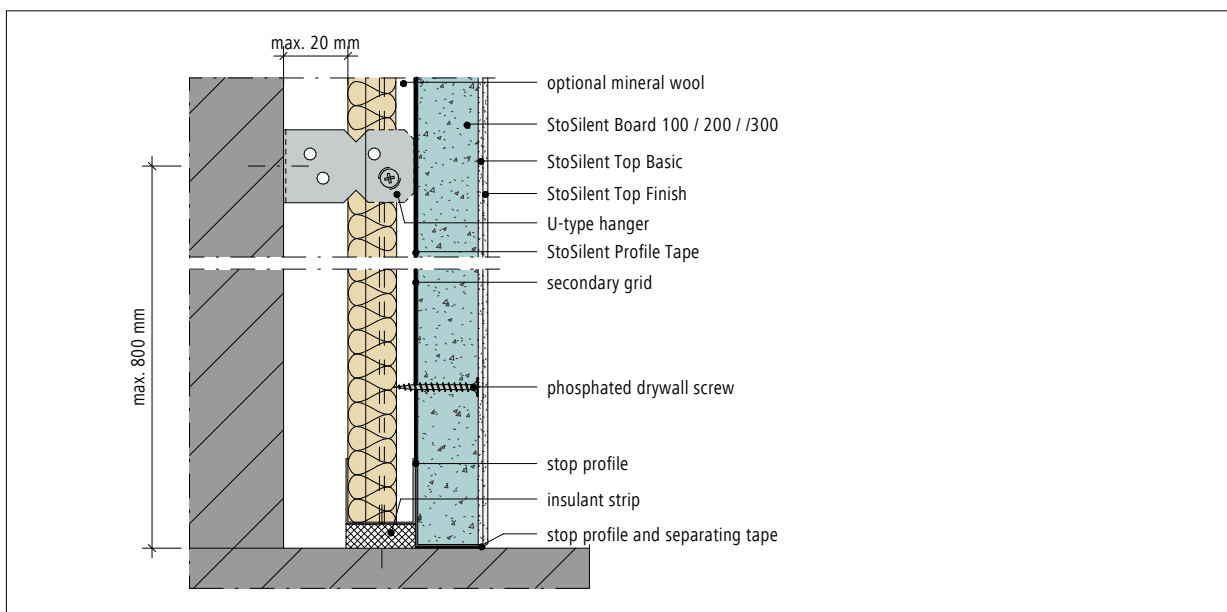 max. 20 mm
optional mineral wool
StoSilent Board 100 / 200 / /300
StoSilent Top Basic
StoSilent Top Finish
U-type hanger
StoSilent Profile Tape
secondary grid
max. 800 mm
phosphated drywall screw
stop profile
insulant strip
stop profile and separating tape